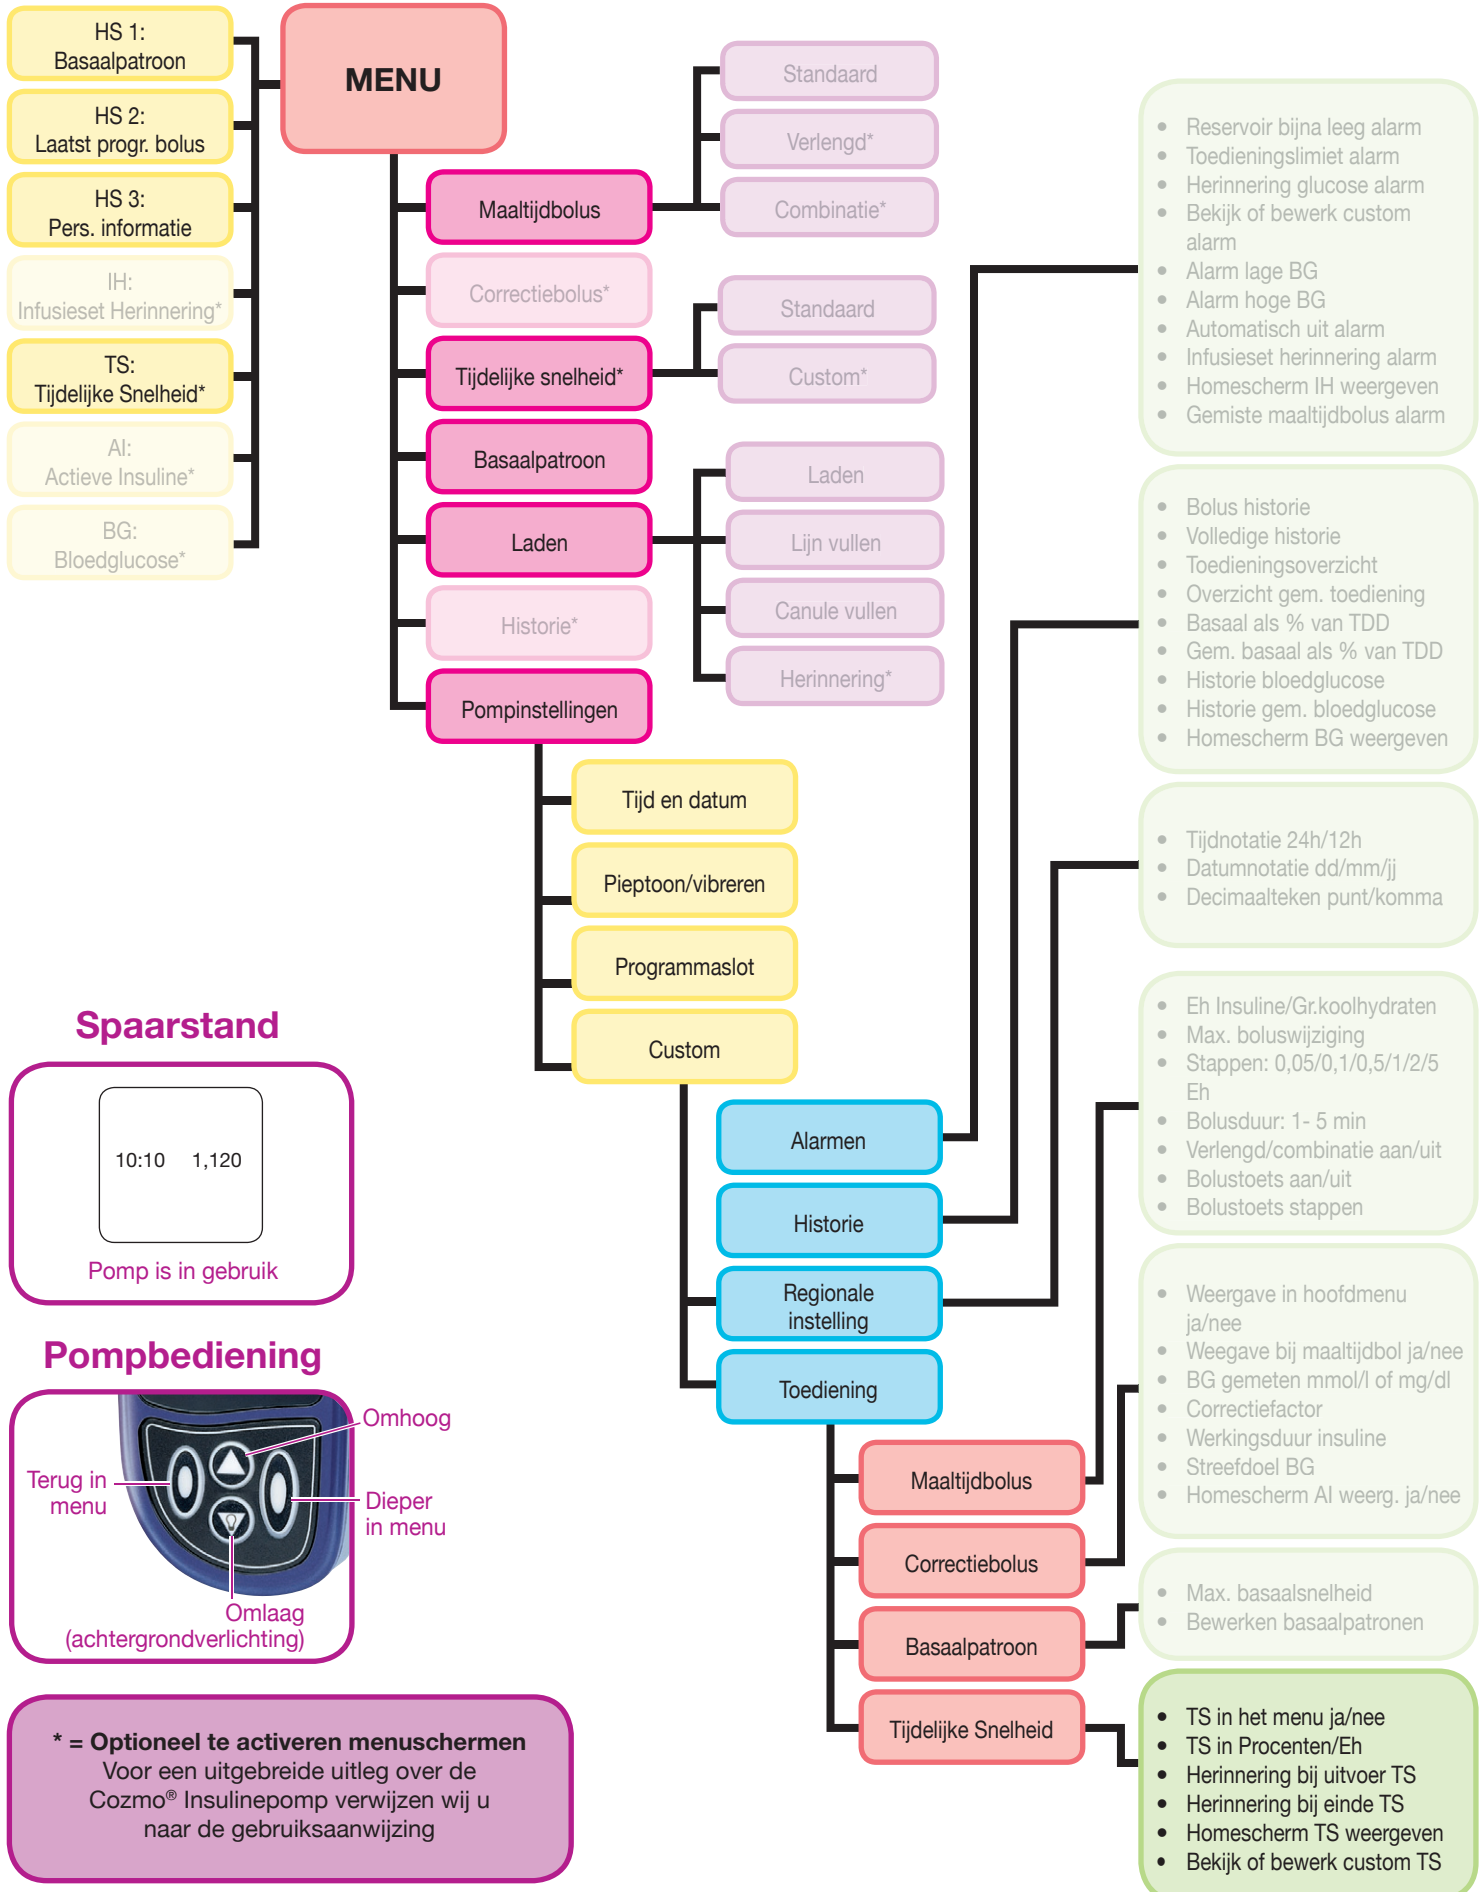 HS 1:
Basaalpatroon
HS 2:
Laatst progr. bolus
HS 3:
Pers. informatie
IH:
Infusieset Herinnering*
TS:
Tijdelijke Snelheid*
AI:
Actieve Insuline*
BG:
Bloedglucose*
MENU
Maaltijdbolus
Correctiebolus*
Tijdelijke snelheid*
Basaalpatroon
Laden
Historie*
Pompinstellingen
Standaard
Verlengd*
Combinatie*
Standaard
Custom*
Laden
Lijn vullen
Canule vullen
Herinnering*
Tijd en datum
Pieptoon/vibreren
Programmaslot
Custom
Alarmen
Historie
Regionale
instelling
Toediening
Maaltijdbolus
Correctiebolus
Basaalpatroon
Tijdelijke Snelheid
• Reservoir bijna leeg alarm
• Toedieningslimiet alarm
• Herinnering glucose alarm
• Bekijk of bewerk custom
alarm
• Alarm lage BG
• Alarm hoge BG
• Automatisch uit alarm
• Infusieset herinnering alarm
• Homescherm IH weergeven
• Gemiste maaltijdbolus alarm
• Bolus historie
• Volledige historie
• Toedieningsoverzicht
• Overzicht gem. toediening
• Basaal als % van TDD
• Gem. basaal als % van TDD
• Historie bloedglucose
• Historie gem. bloedglucose
• Homescherm BG weergeven
• Tijdnotatie 24h/12h
• Datumnotatie dd/mm/jj
• Decimaalteken punt/komma
• Eh Insuline/Gr.koolhydraten
• Max. boluswijziging
• Stappen: 0,05/0,1/0,5/1/2/5
Eh
• Bolusduur: 1- 5 min
• Verlengd/combinatie aan/uit
• Bolustoets aan/uit
• Bolustoets stappen
• Weergave in hoofdmenu
ja/nee
• Weegave bij maaltijdbol ja/nee
• BG gemeten mmol/l of mg/dl
• Correctiefactor
• Werkingsduur insuline
• Streefdoel BG
• Homescherm AI weerg. ja/nee
• Max. basaalsnelheid
• Bewerken basaalpatronen
• TS in het menu ja/nee
• TS in Procenten/Eh
• Herinnering bij uitvoer TS
• Herinnering bij einde TS
• Homescherm TS weergeven
• Bekijk of bewerk custom TS
Spaarstand
10:10 1,120
Pomp is in gebruik
Pompbediening
Omhoog
Terug in
menu
Dieper
in menu
Omlaag
(achtergrondverlichting)
* = Optioneel te activeren menuschermen
Voor een uitgebreide uitleg over de
Cozmo® Insulinepomp verwijzen wij u
naar de gebruiksaanwijzing